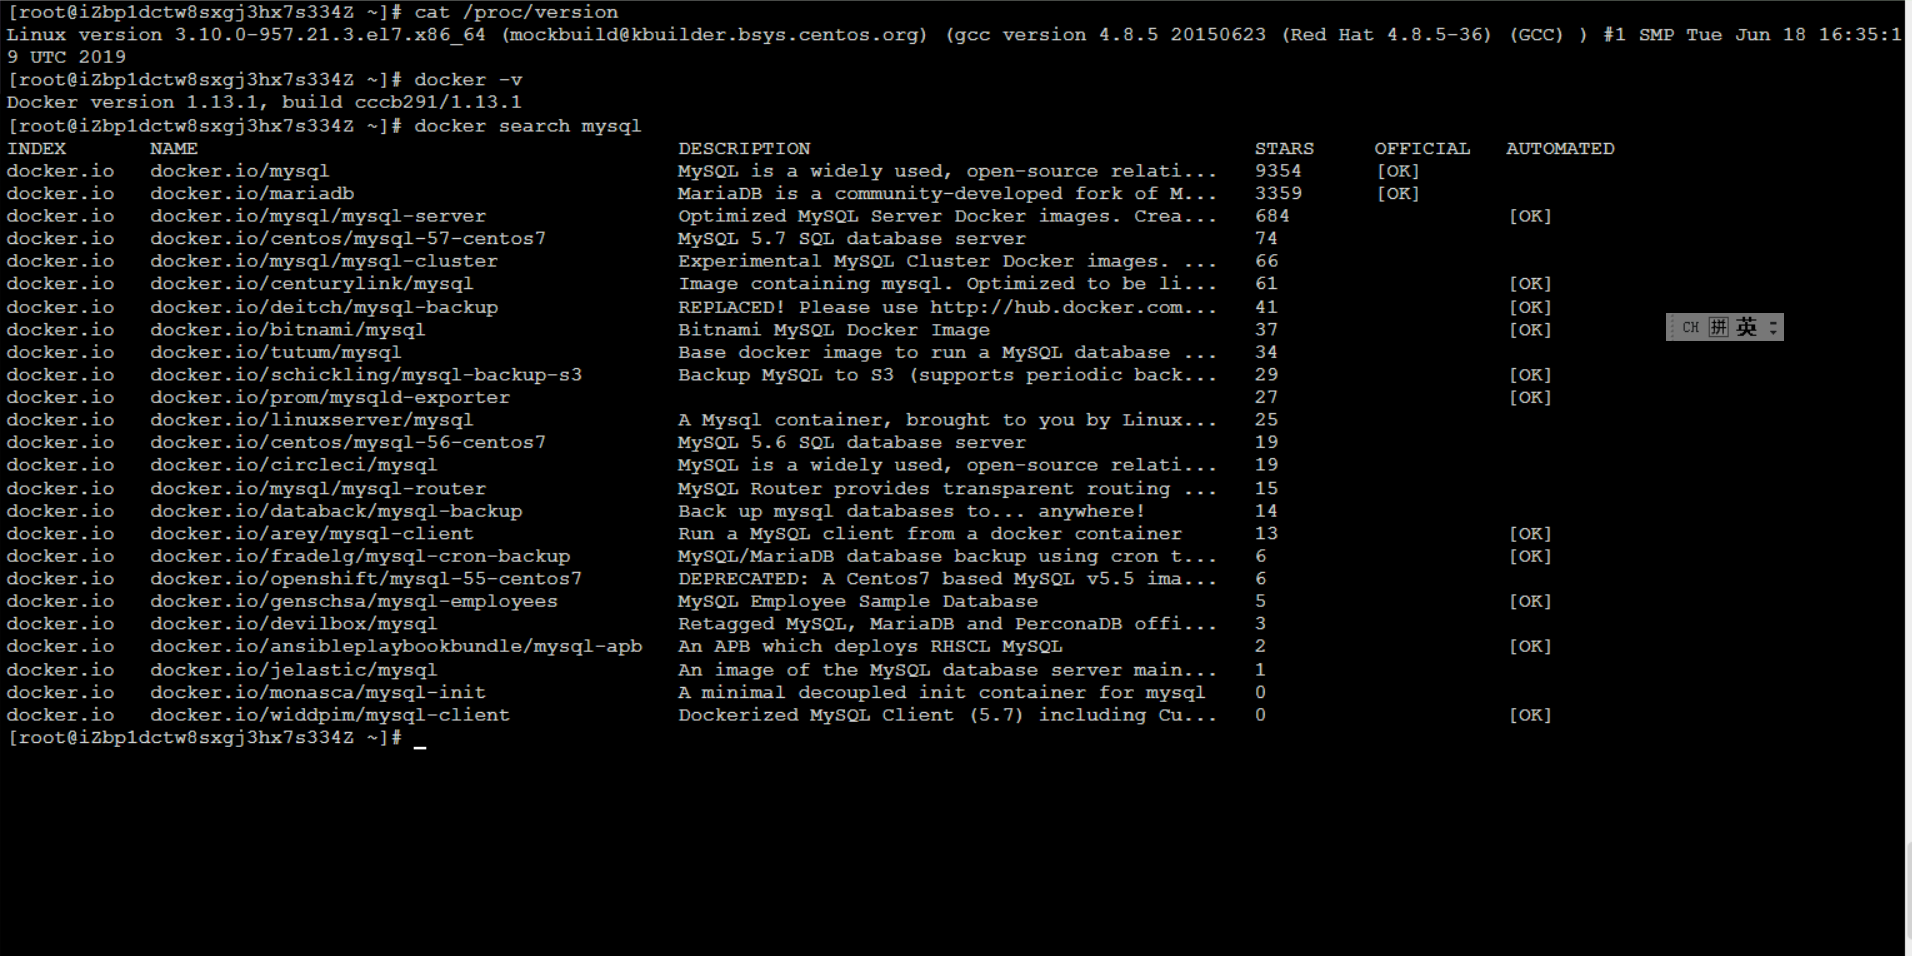 [root@iZbp1dctw8sxgj3hx7s334Z ~]# cat /proc/version
Linux version 3.10.0-957.21.3.el7.x86_64 (mockbuild@kbuilder.bsys.centos.org) (gcc version 4.8.5 20150623 (Red Hat 4.8.5-36) (GCC) ) #1 SMP Tue Jun 18 16:35:1
9 UTC 2019
[root@iZbp1dctw8sxgj3hx7s334Z ~]# docker -v
Docker version 1.13.1, build cccb291/1.13.1
[root@iZbp1dctw8sxgj3hx7s334Z ~]# docker search mysql
INDEX NAME DESCRIPTION STARS OFFICIAL AUTOMATED
docker.io docker.io/mysql MySQL is a widely used, open-source relati... 9354 [OK]
docker.io docker.io/mariadb MariaDB is a community-developed fork of M... 3359 [OK]
docker.io docker.io/mysql/mysql-server Optimized MySQL Server Docker images. Crea... 684 [OK]
docker.io docker.io/centos/mysql-57-centos7 MySQL 5.7 SQL database server 74
docker.io docker.io/mysql/mysql-cluster Experimental MySQL Cluster Docker images. ... 66
docker.io docker.io/centurylink/mysql Image containing mysql. Optimized to be li... 61 [OK]
docker.io docker.io/deitch/mysql-backup REPLACED! Please use http://hub.docker.com... 41 [OK]
docker.io docker.io/bitnami/mysql Bitnami MySQL Docker Image 37 [OK]
CH 拼 英
docker.io docker.io/tutum/mysql Base docker image to run a MySQL database ... 34
docker.io docker.io/schickling/mysql-backup-s3 Backup MySQL to S3 (supports periodic back... 29 [OK]
docker.io docker.io/prom/mysqld-exporter 27 [OK]
docker.io docker.io/linuxserver/mysql A Mysql container, brought to you by Linux... 25
docker.io docker.io/centos/mysql-56-centos7 MySQL 5.6 SQL database server 19
docker.io docker.io/circleci/mysql MySQL is a widely used, open-source relati... 19
docker.io docker.io/mysql/mysql-router MySQL Router provides transparent routing ... 15
docker.io docker.io/databack/mysql-backup Back up mysql databases to... anywhere! 14
docker.io docker.io/arey/mysql-client Run a MySQL client from a docker container 13 [OK]
docker.io docker.io/fradelg/mysql-cron-backup MySQL/MariaDB database backup using cron t... 6 [OK]
docker.io docker.io/openshift/mysql-55-centos7 DEPRECATED: A Centos7 based MySQL v5.5 ima... 6
docker.io docker.io/genschsa/mysql-employees MySQL Employee Sample Database 5 [OK]
docker.io docker.io/devilbox/mysql Retagged MySQL, MariaDB and PerconaDB offi... 3
docker.io docker.io/ansibleplaybookbundle/mysql-apb An APB which deploys RHSCL MySQL 2 [OK]
docker.io docker.io/jelastic/mysql An image of the MySQL database server main... 1
docker.io docker.io/monasca/mysql-init A minimal decoupled init container for mysql 0
docker.io docker.io/widdpim/mysql-client Dockerized MySQL Client (5.7) including Cu... 0 [OK]
[root@iZbp1dctw8sxgj3hx7s334Z ~]#